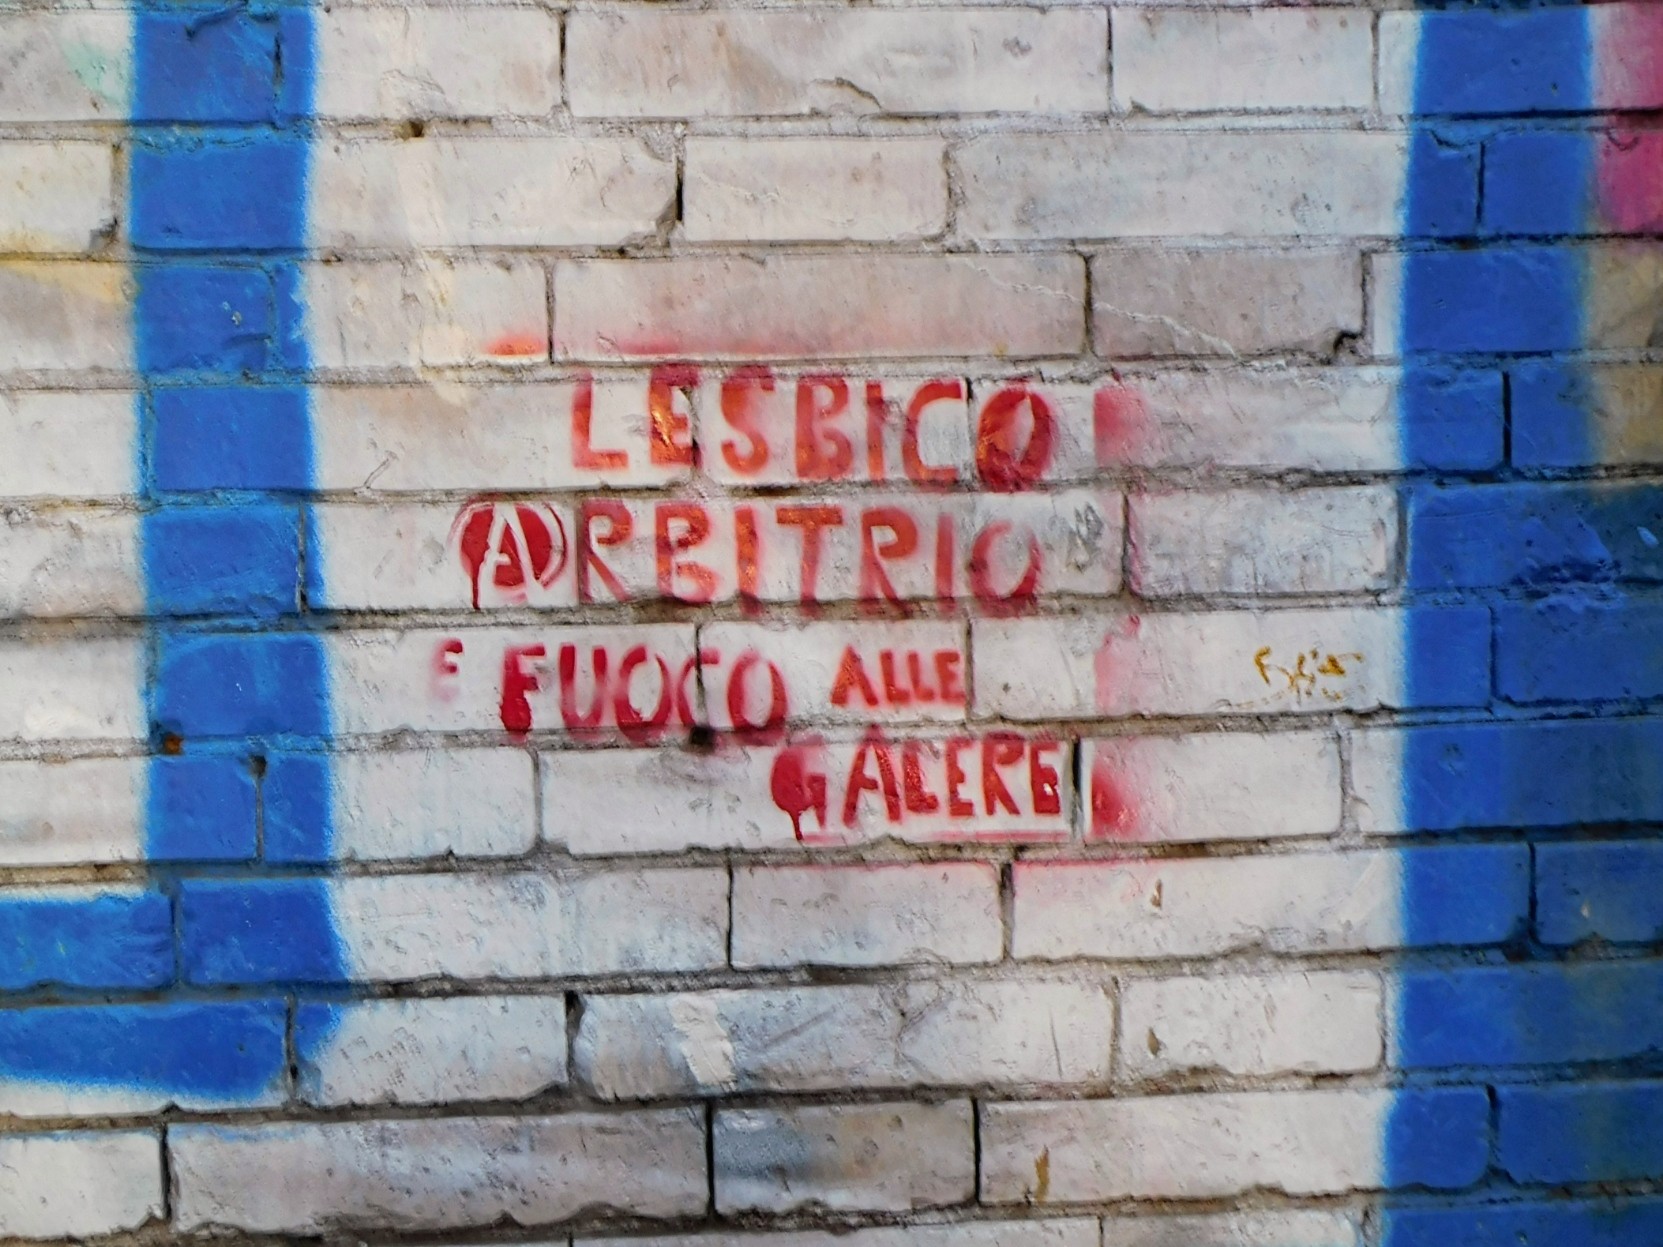 LESBICO
ARBITRIO
E FUOCO ALLE
GALERE